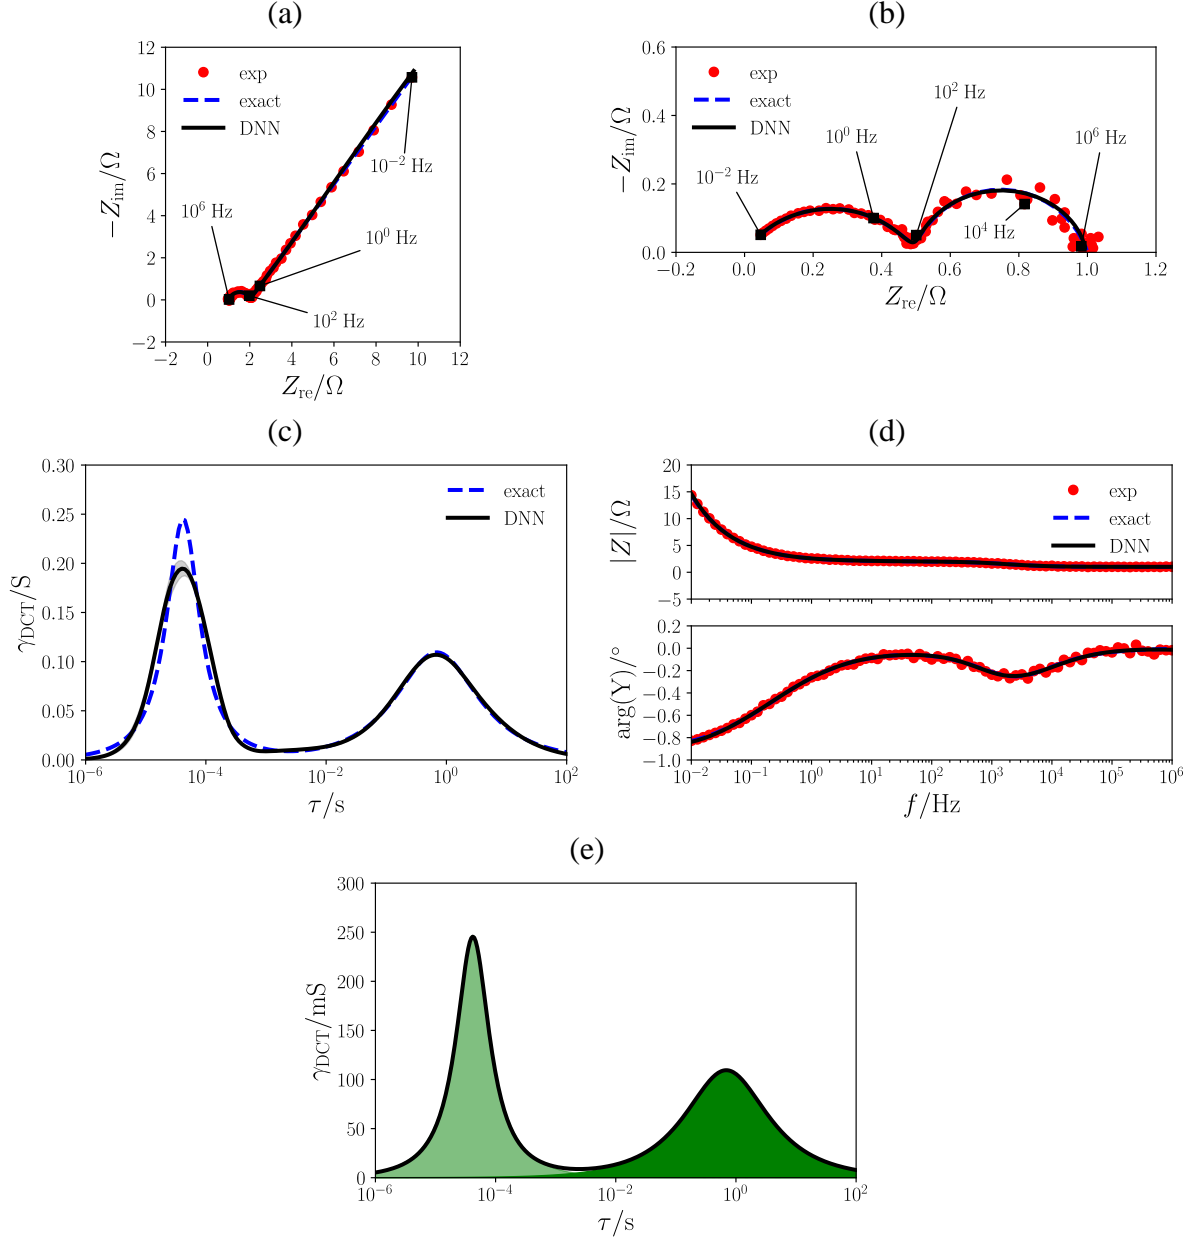 (a)
12
10
8
6
4
2
0
−2
−Z_im/Ω
exp
exact
DNN
10^−2 Hz
10^6 Hz
10^0 Hz
10^2 Hz
−2 0 2 4 6 8 10 12
Z_re/Ω
(b)
0.6
0.4
0.2
0.0
−Z_im/Ω
exp
exact
DNN
10^2 Hz
10^0 Hz
10^6 Hz
10^−2 Hz
10^4 Hz
−0.2 0.0 0.2 0.4 0.6 0.8 1.0 1.2
Z_re/Ω
(c)
0.30
0.25
0.20
0.15
0.10
0.05
0.00
γ_DCT/S
exact
DNN
10^−6 10^−4 10^−2 10^0 10^2
τ/s
(d)
20
15
10
5
0
−5
|Z|/Ω
exp
exact
DNN
0.2
0.0
−0.2
−0.4
−0.6
−0.8
−1.0
arg(Y)/°
10^−2 10^−1 10^0 10^1 10^2 10^3 10^4 10^5 10^6
f/Hz
(e)
300
250
200
150
100
50
0
γ_DCT/mS
10^−6 10^−4 10^−2 10^0 10^2
τ/s